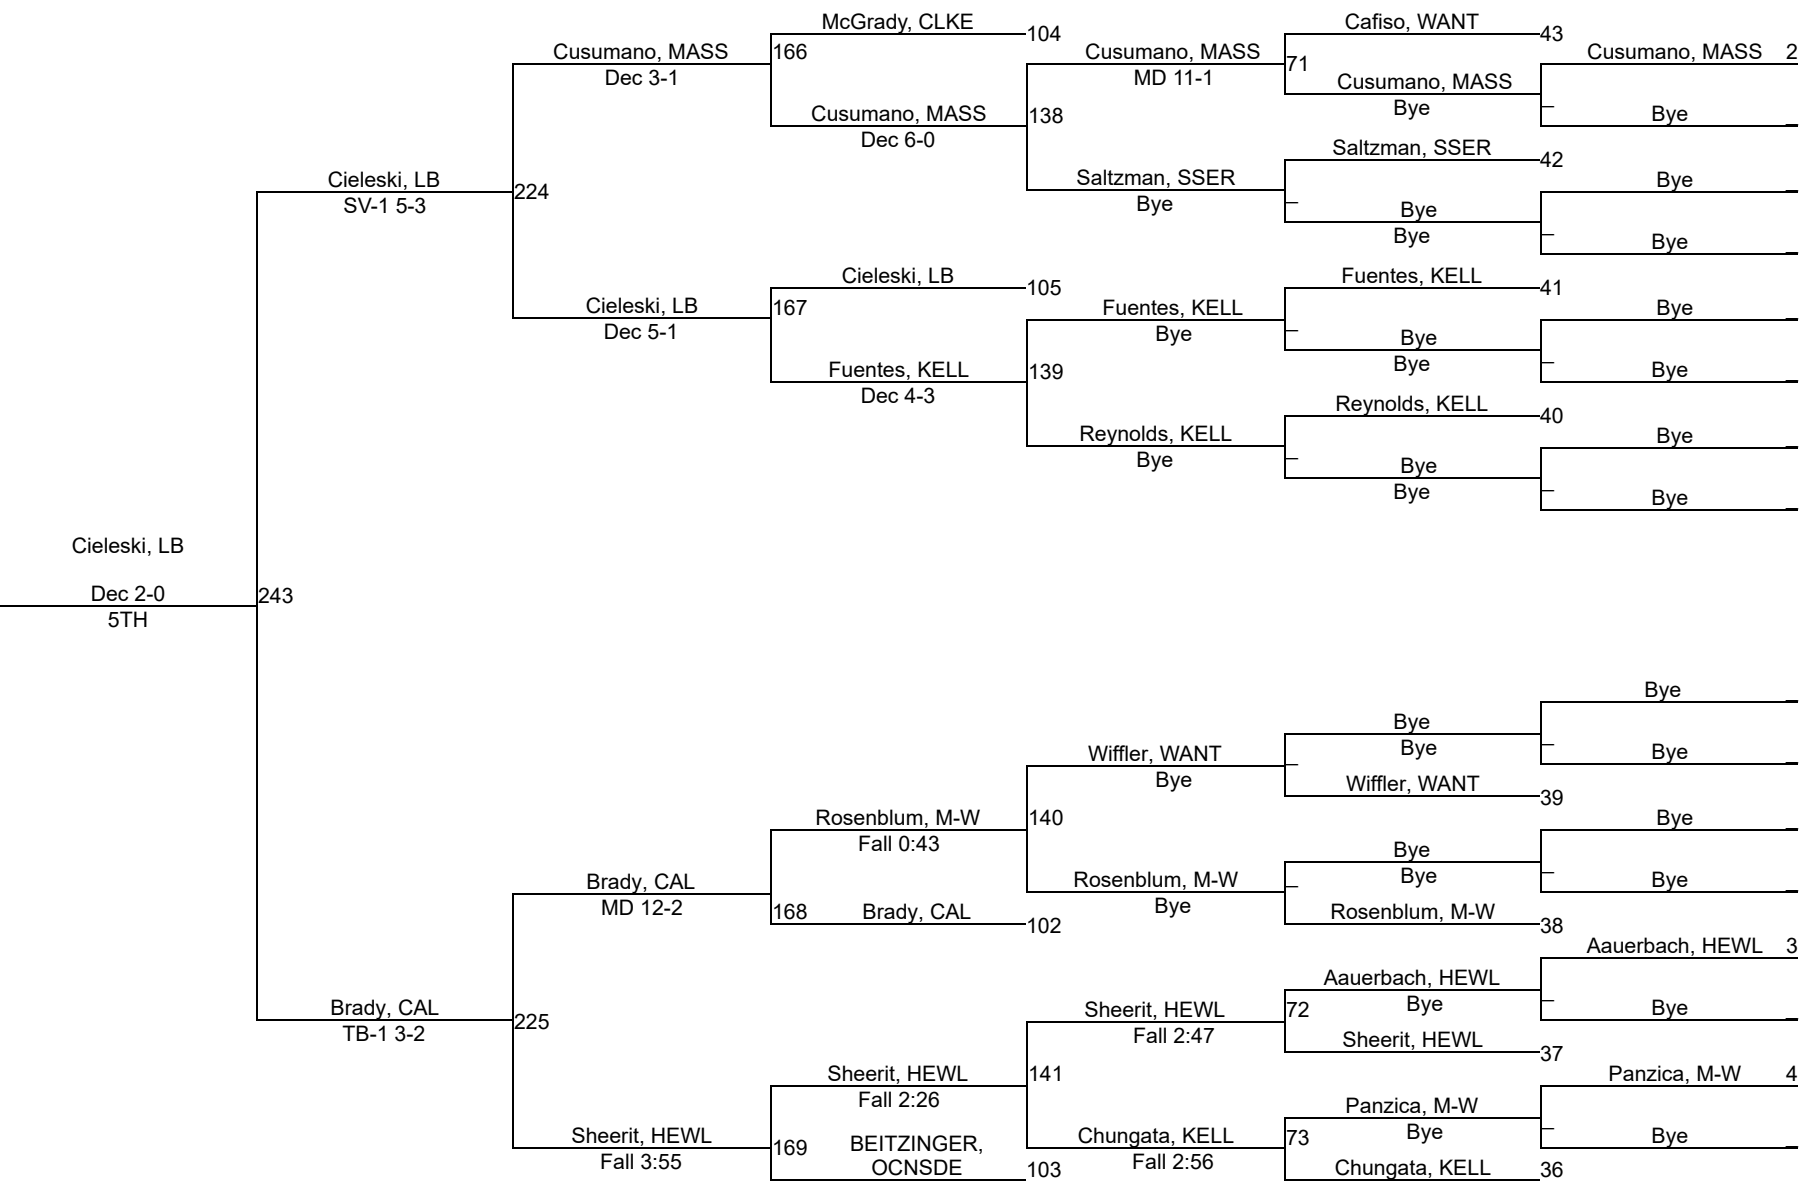 McGrady, CLKE
104
Cafiso, WANT
43
Cusumano, MASS
Dec 3-1
166
Cusumano, MASS
MD 11-1
71
Cusumano, MASS 2
Cusumano, MASS
Bye
Cusumano, MASS
Dec 6-0
138
Bye
Saltzman, SSER
42
Cieleski, LB
SV-1 5-3
224
Saltzman, SSER
Bye
Bye
Bye
Bye
Bye
Cieleski, LB
105
Fuentes, KELL
41
Cieleski, LB
Dec 5-1
167
Fuentes, KELL
Bye
Bye
Bye
Bye
Fuentes, KELL
Dec 4-3
139
Bye
Reynolds, KELL
40
Reynolds, KELL
Bye
Bye
Bye
Bye
Bye
Cieleski, LB
Dec 2-0
5TH
243
Bye
Bye
Bye
Wiffler, WANT
Bye
Bye
Wiffler, WANT
39
Rosenblum, M-W
Fall 0:43
140
Bye
Bye
Bye
Brady, CAL
MD 12-2
Rosenblum, M-W
Bye
Bye
168
Brady, CAL
102
Rosenblum, M-W
38
Aauerbach, HEWL 3
Aauerbach, HEWL
Bye
Brady, CAL
TB-1 3-2
225
Sheerit, HEWL
Fall 2:47
72
Bye
Sheerit, HEWL
37
Sheerit, HEWL
Fall 2:26
141
Panzica, M-W 4
Panzica, M-W
Bye
Sheerit, HEWL
Fall 3:55
169
BEITZINGER,
OCNSDE
103
Chungata, KELL
Fall 2:56
73
Bye
Chungata, KELL
36